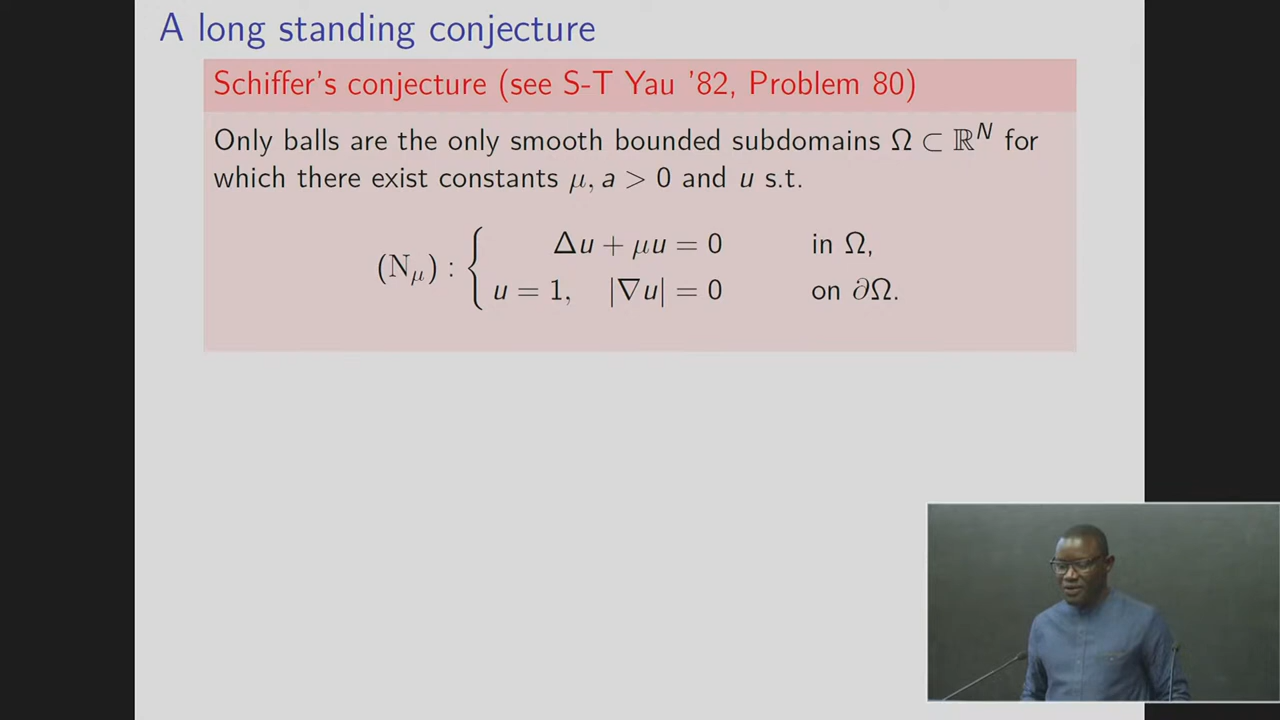 A long standing conjecture
Schiffer's conjecture (see S-T Yau '82, Problem 80)
Only balls are the only smooth bounded subdomains Ω ⊂ ℝᴺ for
which there exist constants μ, a > 0 and u s.t.
(N_μ) : { Δu + μu = 0 in Ω,
u = 1, |∇u| = 0 on ∂Ω.